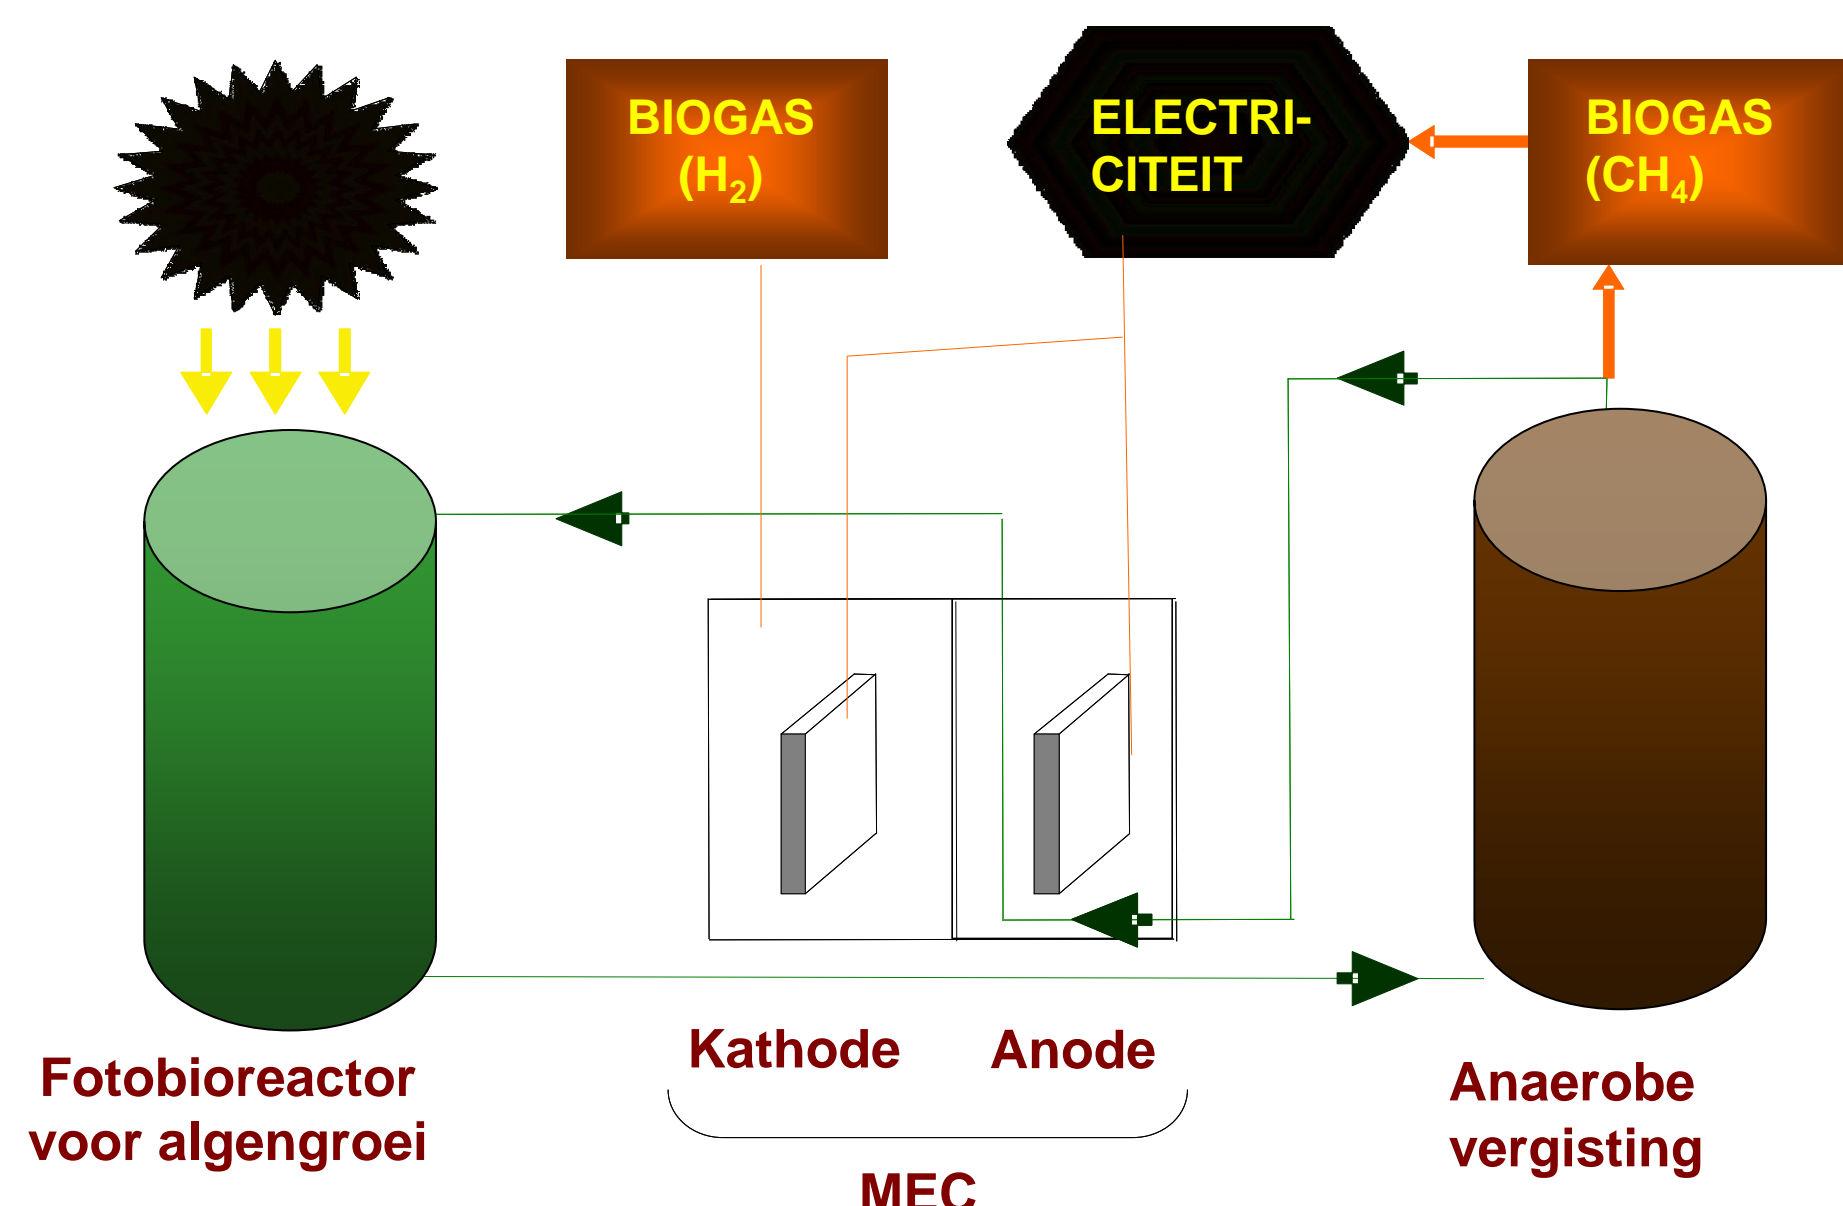 BIOGAS
(H₂)
ELECTRI-
CITEIT
BIOGAS
(CH₄)
Kathode
Anode
Fotobioreactor
voor algengroei
Anaerobe
vergisting
MEC